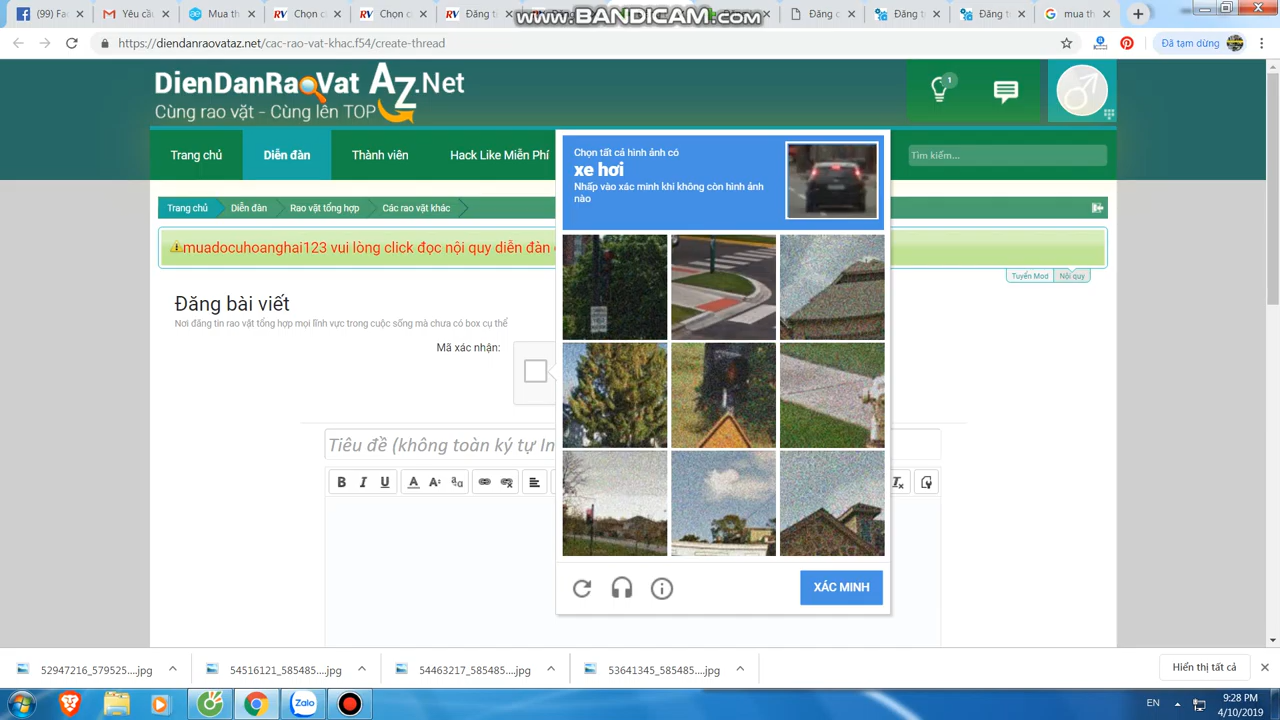 Fa
Yêu cầ
Mua th
Chọn c
Chọn c
Đăng ti
www.BANDICAM.com
Đăng t
Đăng t
mua th
https://diendanraovataz.net/cac-rao-vat-khac.f54/create-thread
Đã tạm dừng
DienDanRaoVat AZ.Net
Cùng rao vặt - Cùng lên TOP
1
Trang chủ
Diễn đàn
Thành viên
Hack Like Miễn Phí
Tìm kiếm...
Chọn tất cả hình ảnh có
xe hơi
Nhấp vào xác minh khi không còn hình ảnh
nào
Trang chủ
Diễn đàn
Rao vặt tổng hợp
Các rao vặt khác
muadocuhoanghai123 vui lòng click đọc nội quy diễn đàn
Tuyển Mod
Nội quy
Đăng bài viết
Nơi đăng tin rao vặt tổng hợp mọi lĩnh vực trong cuộc sống mà chưa có box cụ thể
Mã xác nhận:
Tiêu đề (không toàn ký tự In
B I U A A
XÁC MINH
52947216_579525....jpg
54516121_585485....jpg
54463217_585485....jpg
53641345_585485....jpg
Hiển thị tất cả
Zalo
EN
9:28 PM
4/10/2019